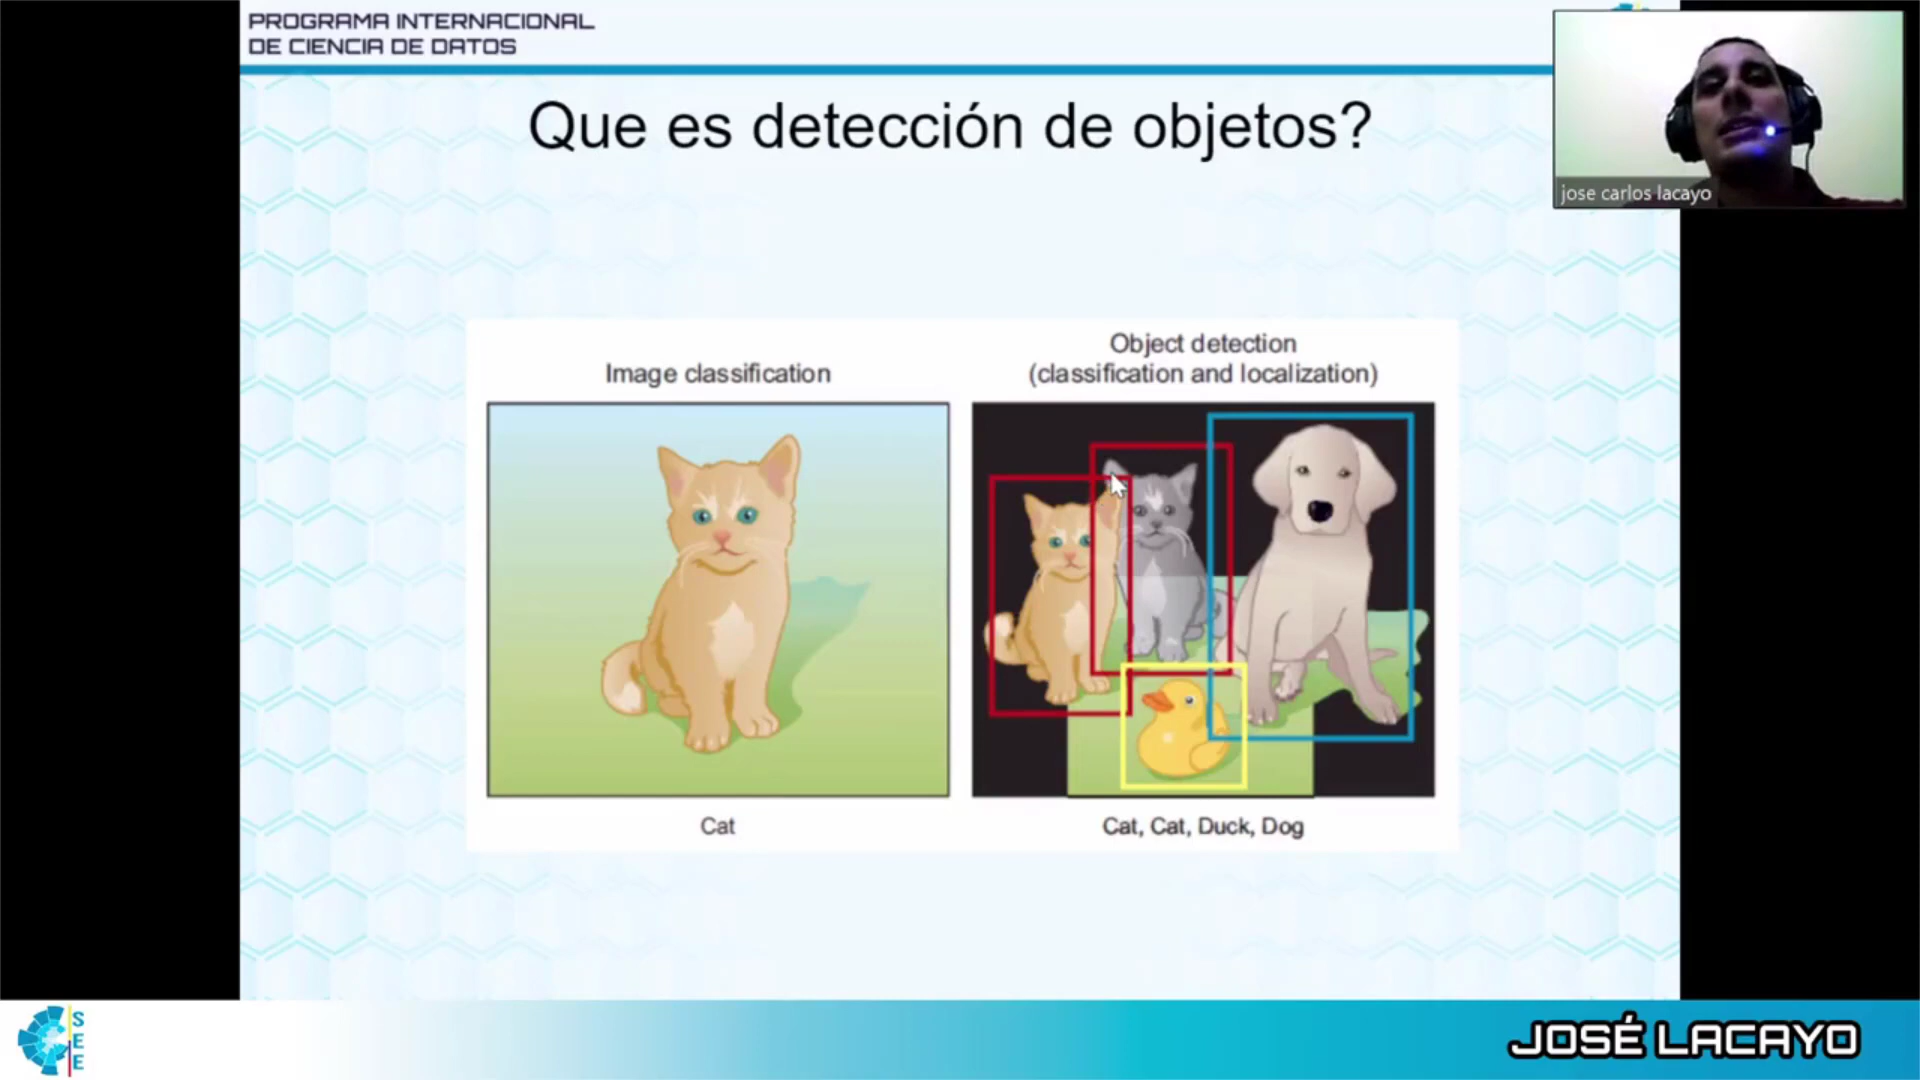 PROGRAMA INTERNACIONAL
DE CIENCIA DE DATOS
Que es detección de objetos?
jose carlos lacayo
Image classification
Object detection
(classification and localization)
Cat
Cat, Cat, Duck, Dog
SEE
JOSÉ LACAYO